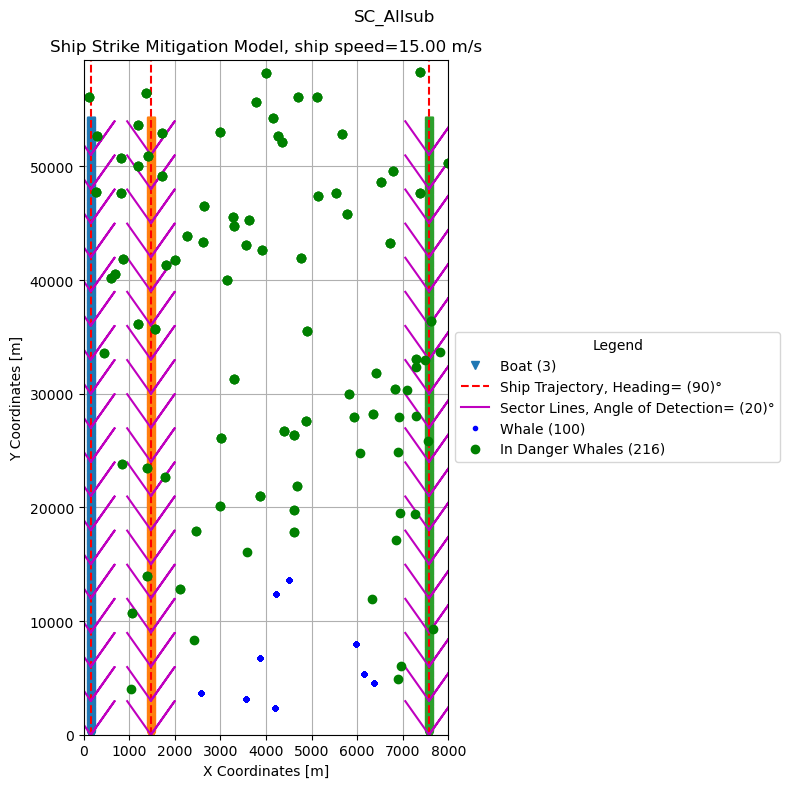 SC_Allsub
Ship Strike Mitigation Model, ship speed=15.00 m/s
50000
40000
30000
20000
10000
0
Y Coordinates [m]
0 1000 2000 3000 4000 5000 6000 7000 8000
X Coordinates [m]
Legend
Boat (3)
Ship Trajectory, Heading= (90)°
Sector Lines, Angle of Detection= (20)°
Whale (100)
In Danger Whales (216)